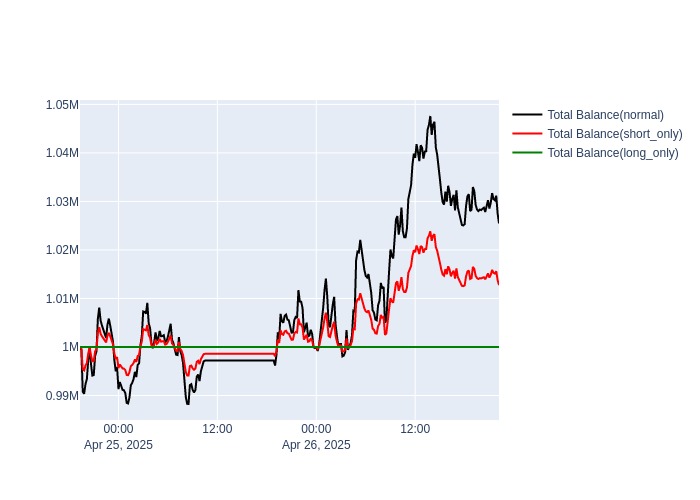 1.05M
1.04M
1.03M
1.02M
1.01M
1M
0.99M
00:00
Apr 25, 2025
12:00
00:00
Apr 26, 2025
12:00
Total Balance(normal)
Total Balance(short_only)
Total Balance(long_only)